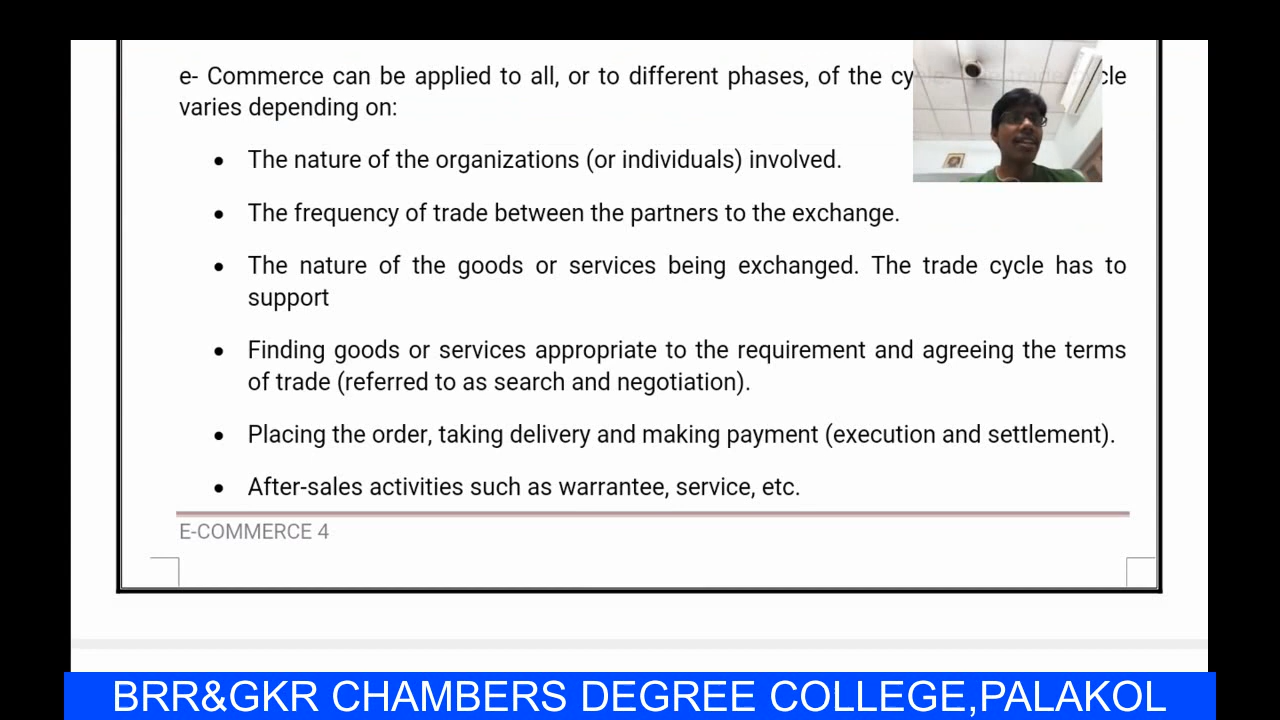 e- Commerce can be applied to all, or to different phases, of the cy cle
varies depending on:
• The nature of the organizations (or individuals) involved.
• The frequency of trade between the partners to the exchange.
• The nature of the goods or services being exchanged. The trade cycle has to
support
• Finding goods or services appropriate to the requirement and agreeing the terms
of trade (referred to as search and negotiation).
• Placing the order, taking delivery and making payment (execution and settlement).
• After-sales activities such as warrantee, service, etc.
E-COMMERCE 4
BRR&GKR CHAMBERS DEGREE COLLEGE,PALAKOL